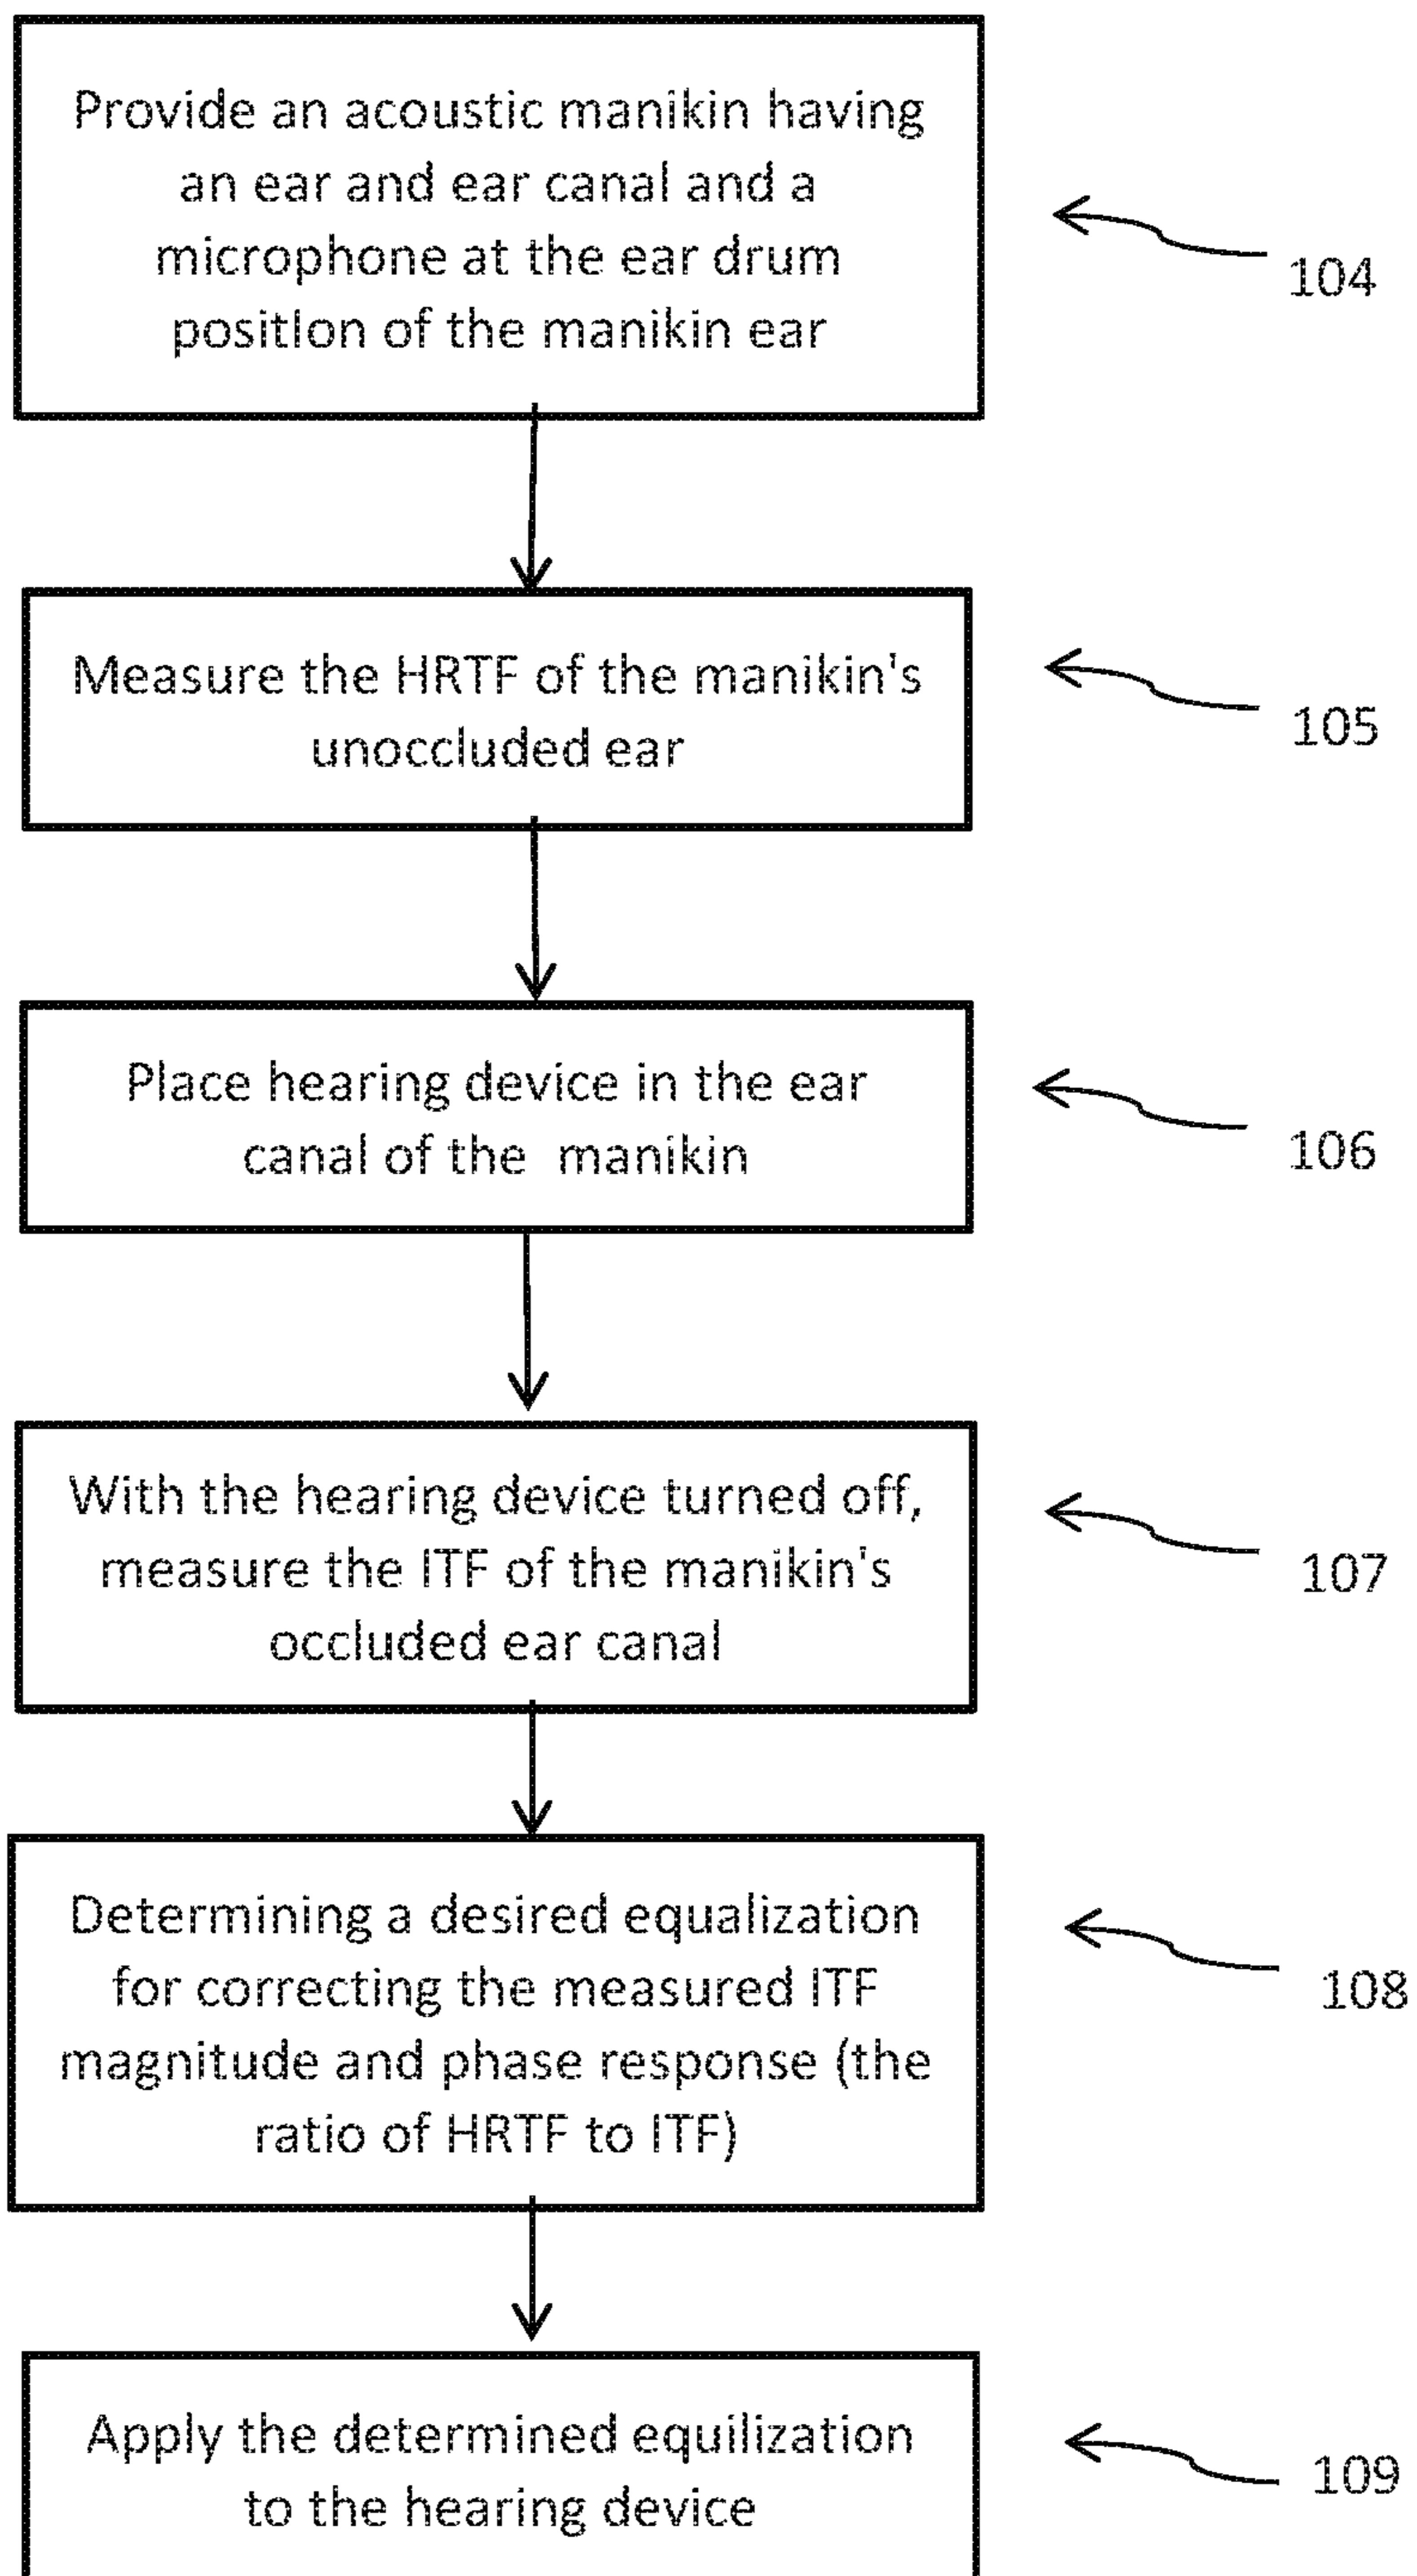 Provide an acoustic manikin having
an ear and ear canal and a
microphone at the ear drum
position of the manikin ear
104
Measure the HRTF of the manikin's
unoccluded ear
105
Place hearing device in the ear
canal of the manikin
106
With the hearing device turned off,
measure the ITF of the manikin's
occluded ear canal
107
Determining a desired equalization
for correcting the measured ITF
magnitude and phase response (the
ratio of HRTF to ITF)
108
Apply the determined equilization
to the hearing device
109